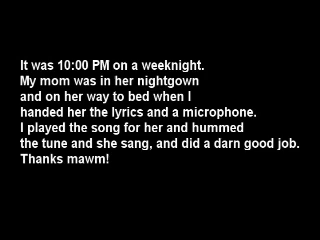 It was 10:00 PM on a weeknight.
My mom was in her nightgown
and on her way to bed when I
handed her the lyrics and a microphone.
I played the song for her and hummed
the tune and she sang, and did a darn good job.
Thanks mawm!